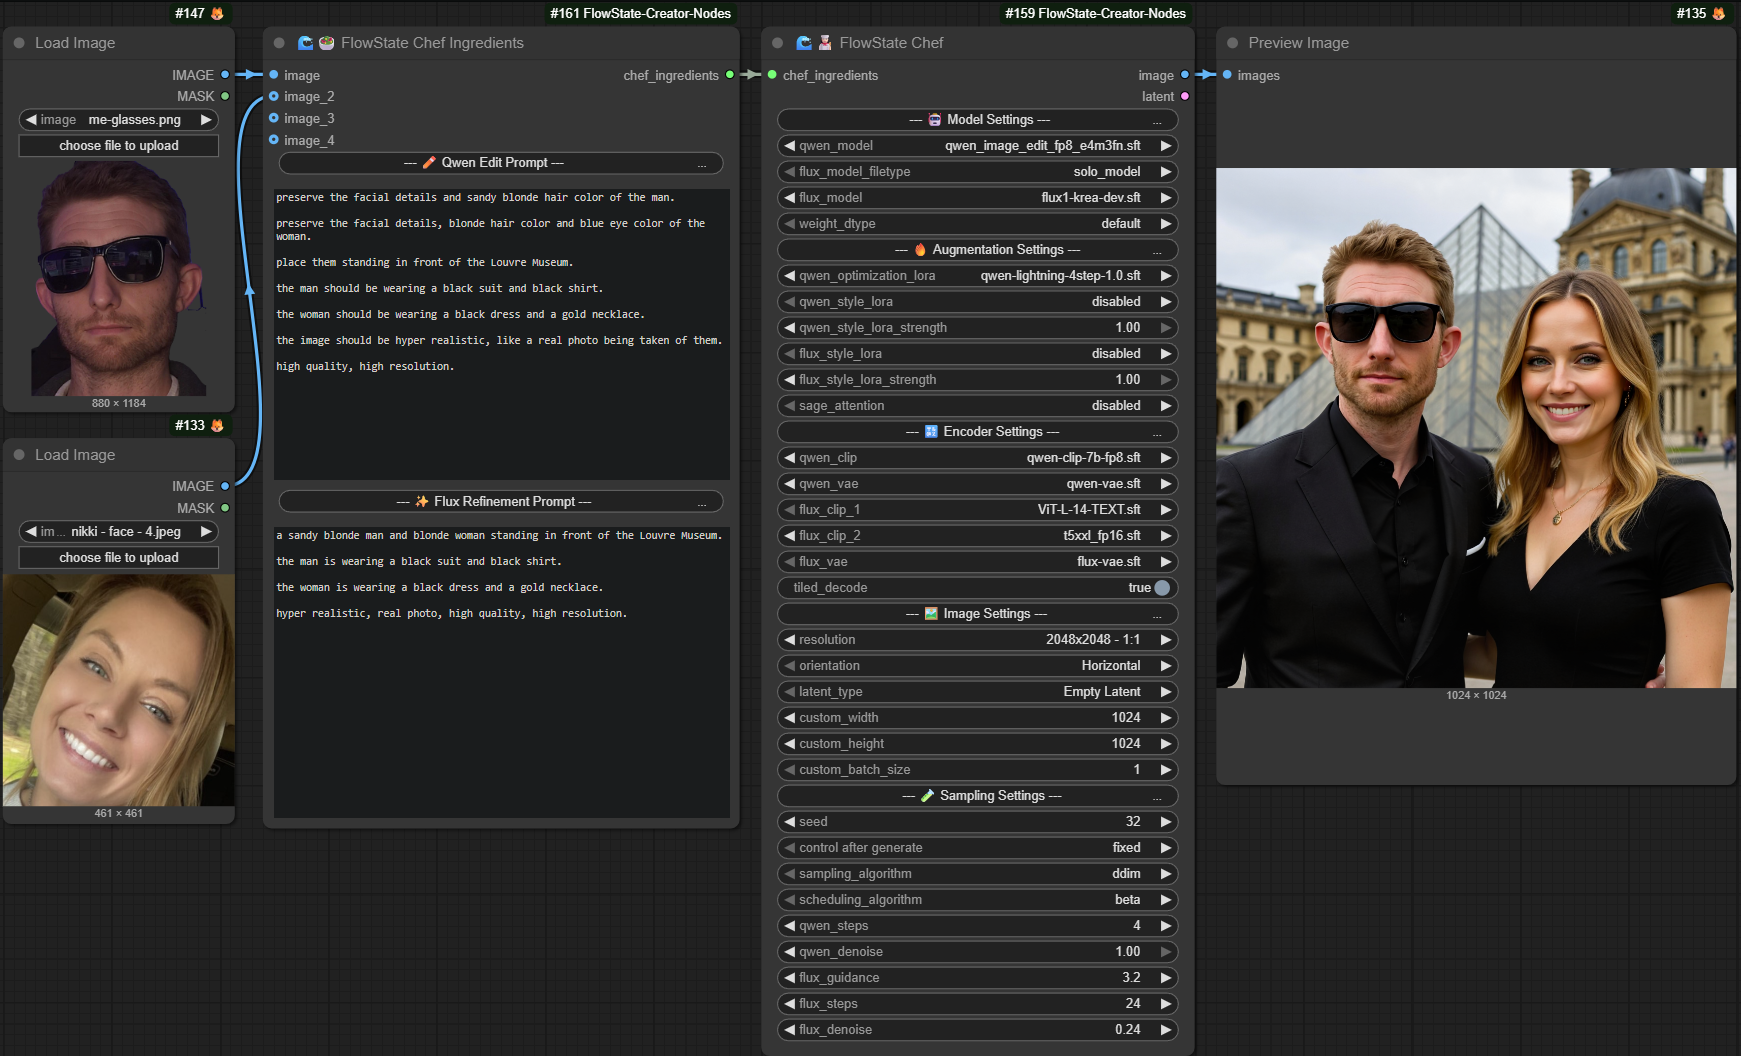 #147
Load Image
IMAGE
MASK
image me-glasses.png
choose file to upload
880 × 1184
#133
Load Image
IMAGE
MASK
im... nikki - face - 4.jpeg
choose file to upload
461 × 461
#161 FlowState-Creator-Nodes
FlowState Chef Ingredients
image
chef_ingredients
image_2
image_3
image_4
--- Qwen Edit Prompt --- ...
preserve the facial details and sandy blonde hair color of the man.
preserve the facial details, blonde hair color and blue eye color of the
woman.
place them standing in front of the Louvre Museum.
the man should be wearing a black suit and black shirt.
the woman should be wearing a black dress and a gold necklace.
the image should be hyper realistic, like a real photo being taken of them.
high quality, high resolution.
--- Flux Refinement Prompt --- ...
a sandy blonde man and blonde woman standing in front of the Louvre Museum.
the man is wearing a black suit and black shirt.
the woman is wearing a black dress and a gold necklace.
hyper realistic, real photo, high quality, high resolution.
#159 FlowState-Creator-Nodes
FlowState Chef
chef_ingredients
image
latent
--- Model Settings --- ...
qwen_model qwen_image_edit_fp8_e4m3fn.sft
flux_model_filetype solo_model
flux_model flux1-krea-dev.sft
weight_dtype default
--- Augmentation Settings --- ...
qwen_optimization_lora qwen-lightning-4step-1.0.sft
qwen_style_lora disabled
qwen_style_lora_strength 1.00
flux_style_lora disabled
flux_style_lora_strength 1.00
sage_attention disabled
--- Encoder Settings --- ...
qwen_clip qwen-clip-7b-fp8.sft
qwen_vae qwen-vae.sft
flux_clip_1 ViT-L-14-TEXT.sft
flux_clip_2 t5xxl_fp16.sft
flux_vae flux-vae.sft
tiled_decode true
--- Image Settings --- ...
resolution 2048x2048 - 1:1
orientation Horizontal
latent_type Empty Latent
custom_width 1024
custom_height 1024
custom_batch_size 1
--- Sampling Settings --- ...
seed 32
control after generate fixed
sampling_algorithm ddim
scheduling_algorithm beta
qwen_steps 4
qwen_denoise 1.00
flux_guidance 3.2
flux_steps 24
flux_denoise 0.24
#135
Preview Image
images
1024 × 1024